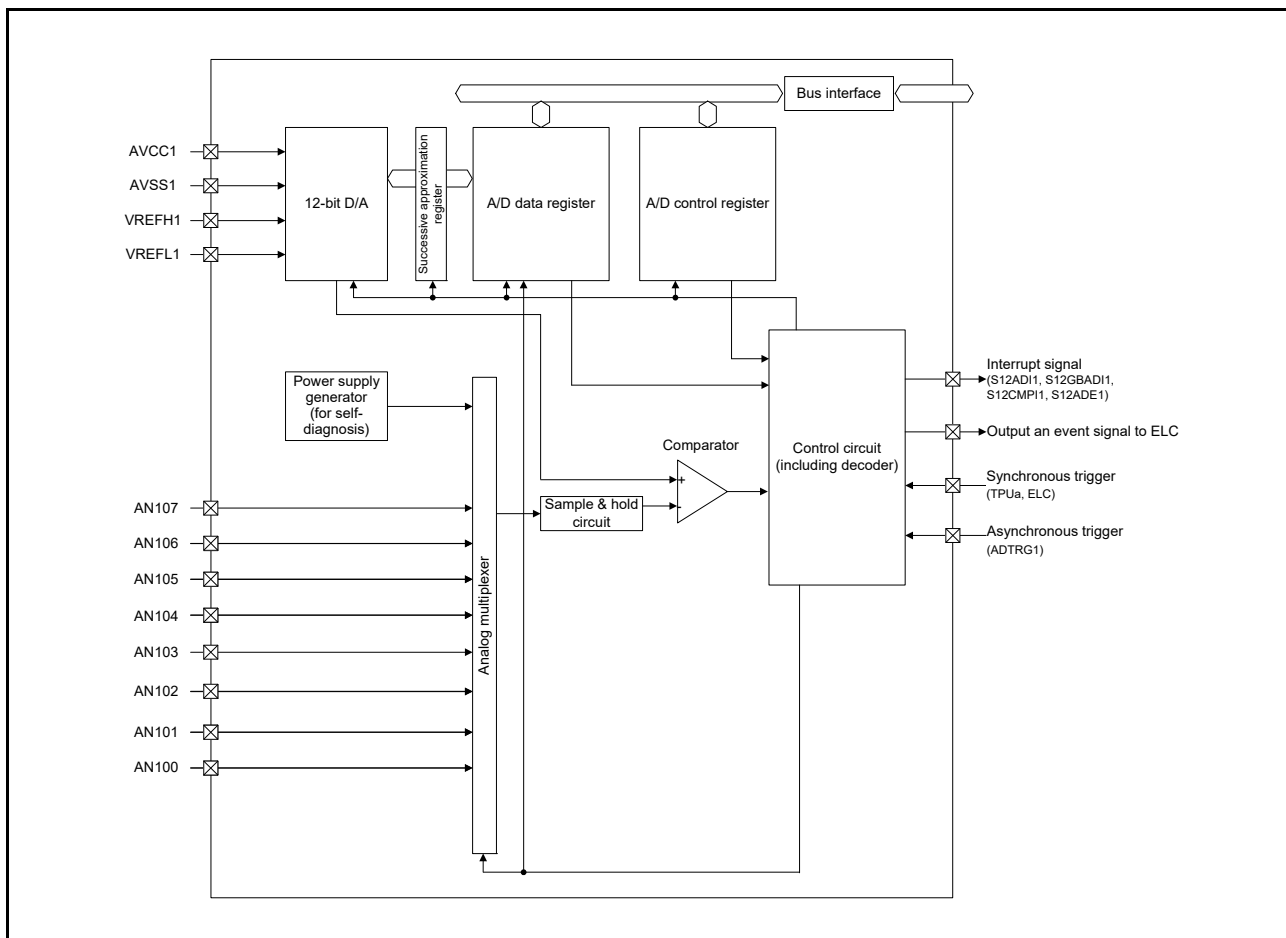 Bus interface
AVCC1
AVSS1
VREFH1
VREFL1
12-bit D/A
Successive approximation
register
A/D data register
A/D control register
Power supply
generator
(for self-
diagnosis)
Analog multiplexer
Comparator
+
-
Sample & hold
circuit
Control circuit
(including decoder)
Interrupt signal
(S12ADI1, S12GBADI1,
S12CMPI1, S12ADE1)
Output an event signal to ELC
Synchronous trigger
(TPUa, ELC)
Asynchronous trigger
(ADTRG1)
AN107
AN106
AN105
AN104
AN103
AN102
AN101
AN100